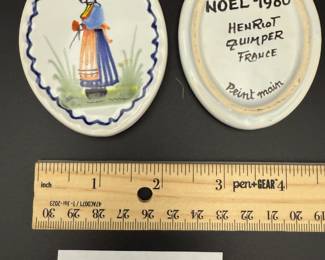 NOEL 1980
HENRIOT
QUIMPER
FRANCE
Peint main
inch 1 2 3 pen+GEAR 4
30 29 28 27 26 25 24 23 22 21 20 19